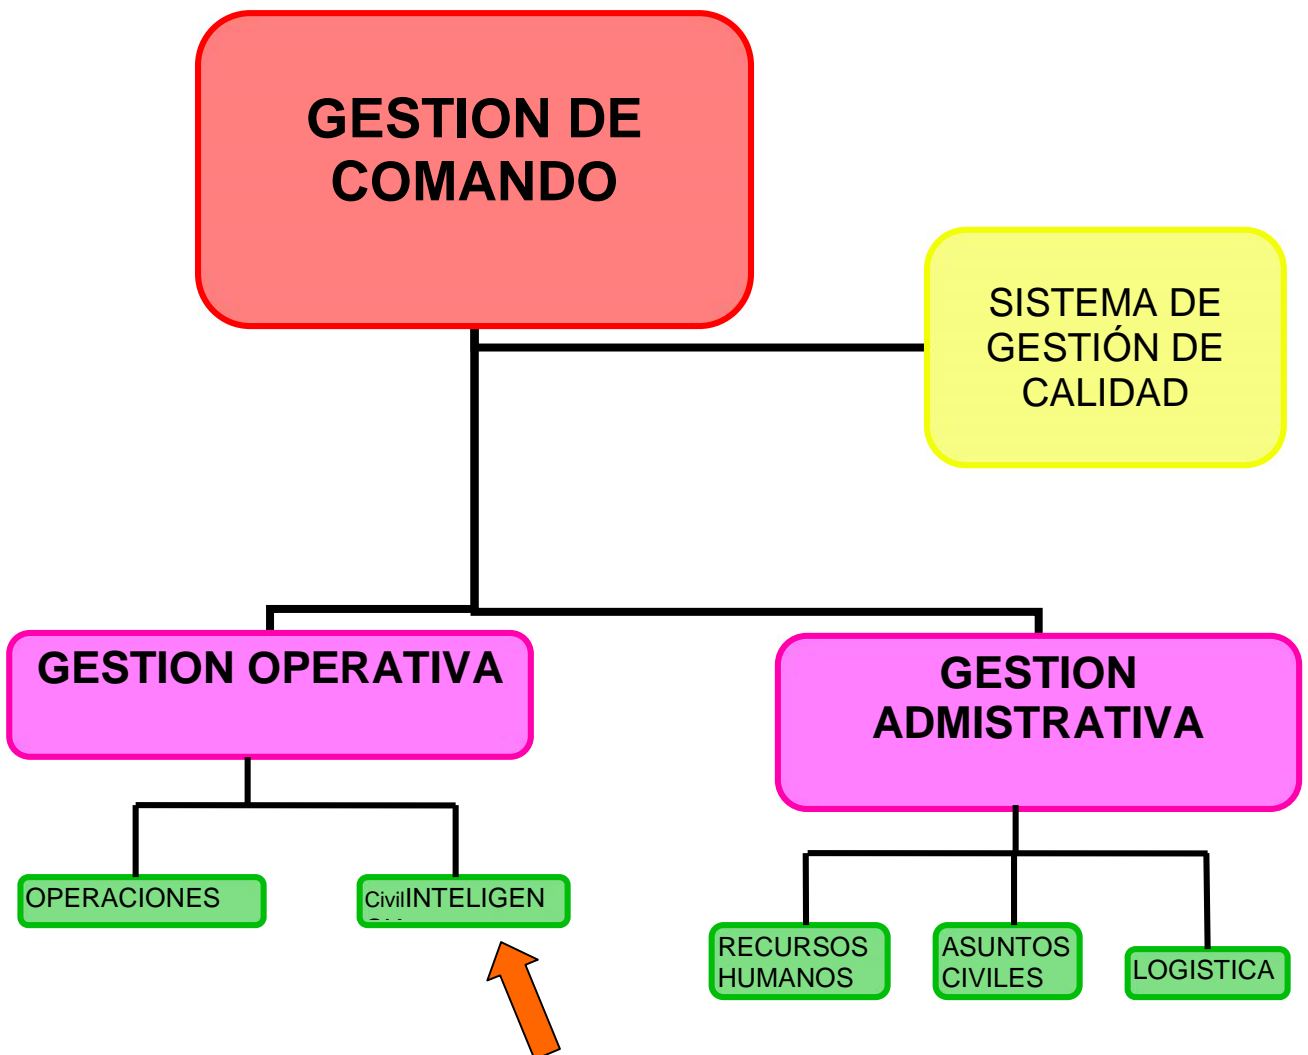 GESTION DE
COMANDO
SISTEMA DE
GESTIÓN DE
CALIDAD
GESTION OPERATIVA
GESTION
ADMISTRATIVA
OPERACIONES
CivilINTELIGEN
RECURSOS
HUMANOS
ASUNTOS
CIVILES
LOGISTICA